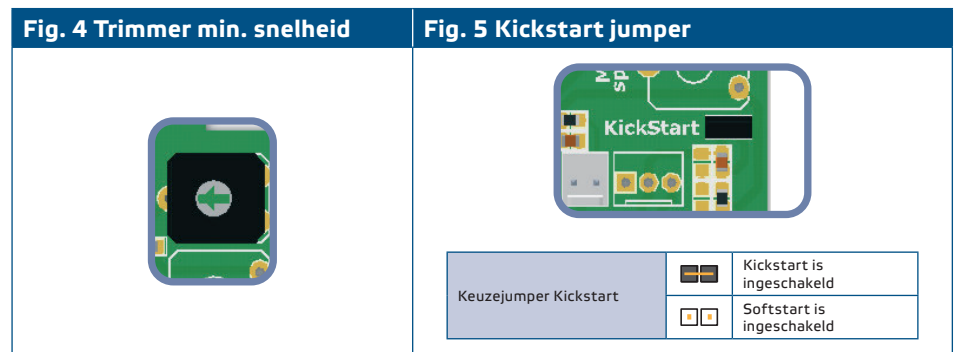 Fig. 4 Trimmer min. snelheid
Fig. 5 Kickstart jumper
KickStart
Keuzejumper Kickstart
Kickstart is
ingeschakeld
Softstart is
ingeschakeld